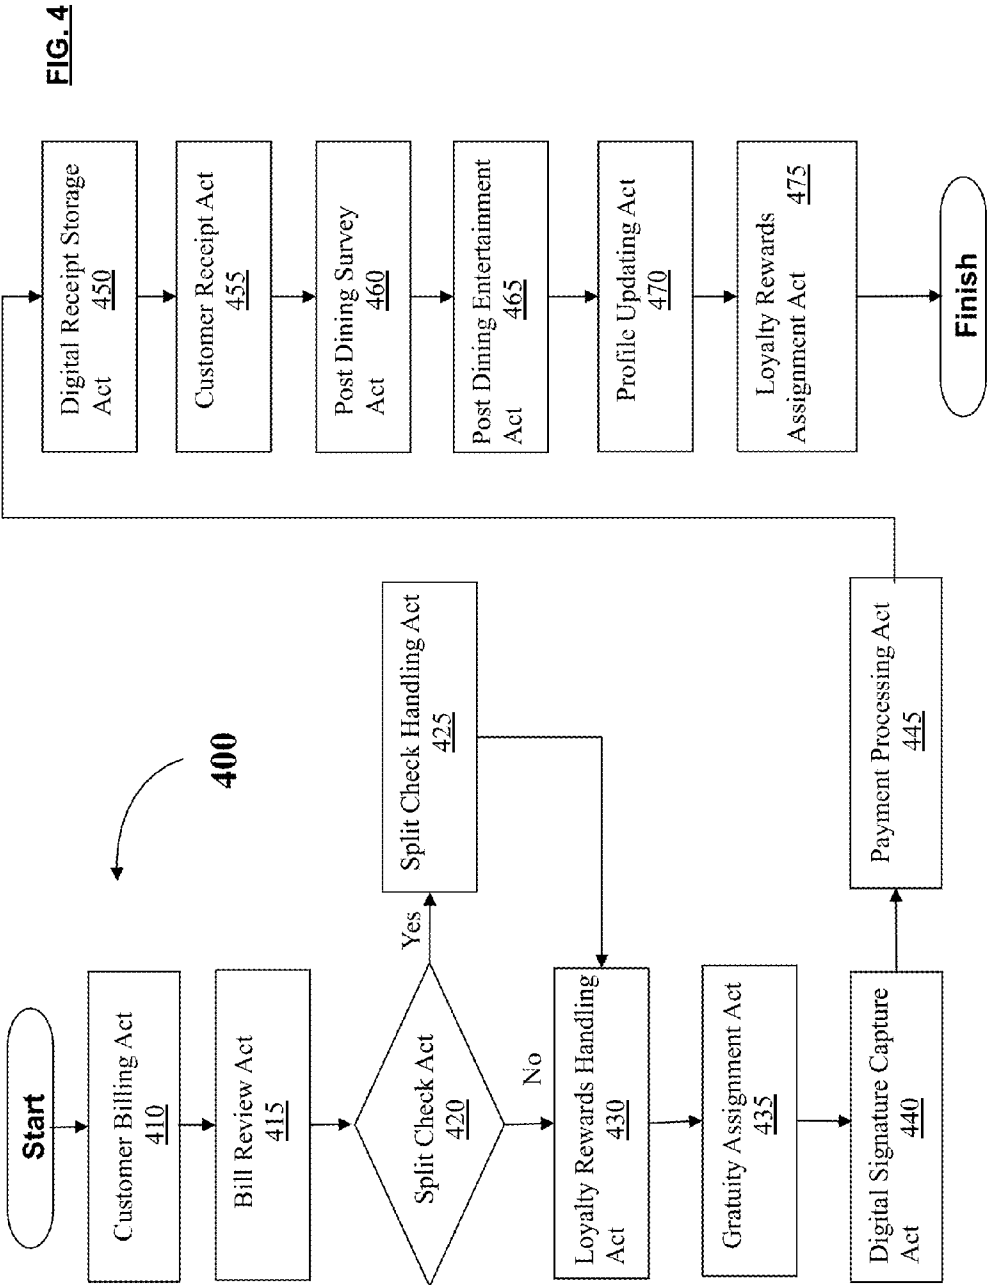 FIG. 4
400
Start
Customer Billing Act
410
Bill Review Act
415
Split Check Act
420
Yes
No
Split Check Handling Act
425
Loyalty Rewards Handling
Act
430
Gratuity Assignment Act
435
Digital Signature Capture
Act
440
Payment Processing Act
445
Digital Receipt Storage
Act
450
Customer Receipt Act
455
Post Dining Survey
Act
460
Post Dining Entertainment
Act
465
Profile Updating Act
470
Loyalty Rewards
Assignment Act
475
Finish